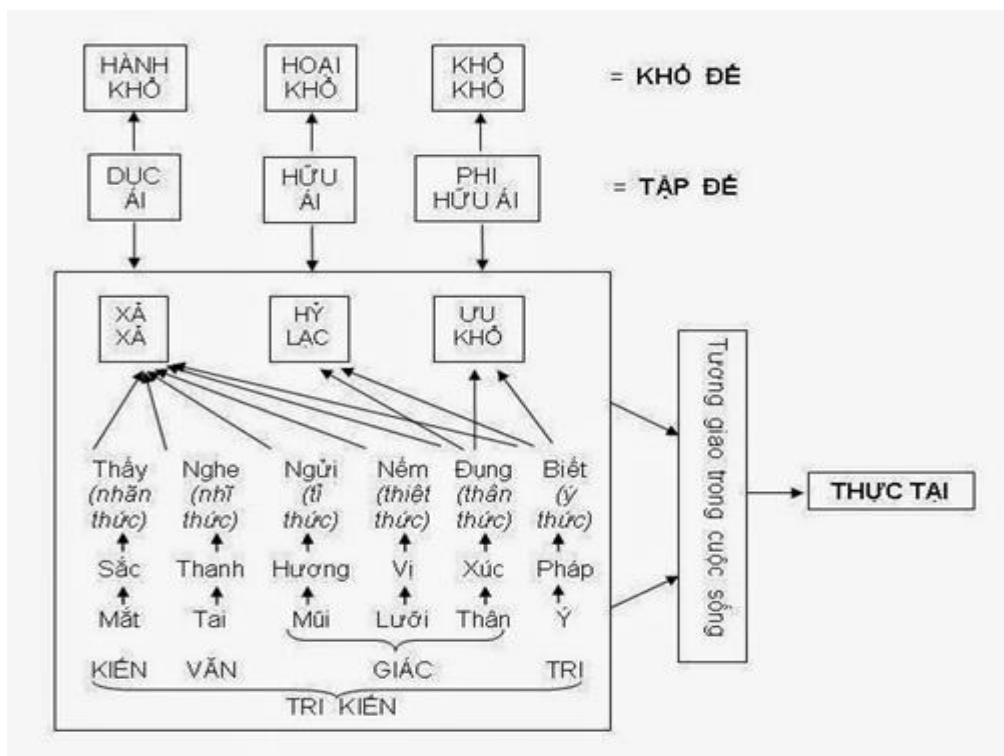 HÀNH KHỔ
HOẠI KHỔ
KHỔ KHỔ
= KHỔ ĐẾ
DỤC ÁI
HỮU ÁI
PHI HỮU ÁI
= TẬP ĐẾ
XẢ XẢ
HỶ LẠC
ƯU KHỔ
Thấy (nhãn thức)
Nghe (nhĩ thức)
Ngửi (tỉ thức)
Nếm (thiệt thức)
Đụng (thân thức)
Biết (ý thức)
Sắc Thanh Hương Vị Xúc Pháp
Mắt Tai Mũi Lưỡi Thân Ý
KIẾN VĂN GIÁC TRI
TRI KIẾN
Tương giao trong cuộc sống
THỰC TẠI